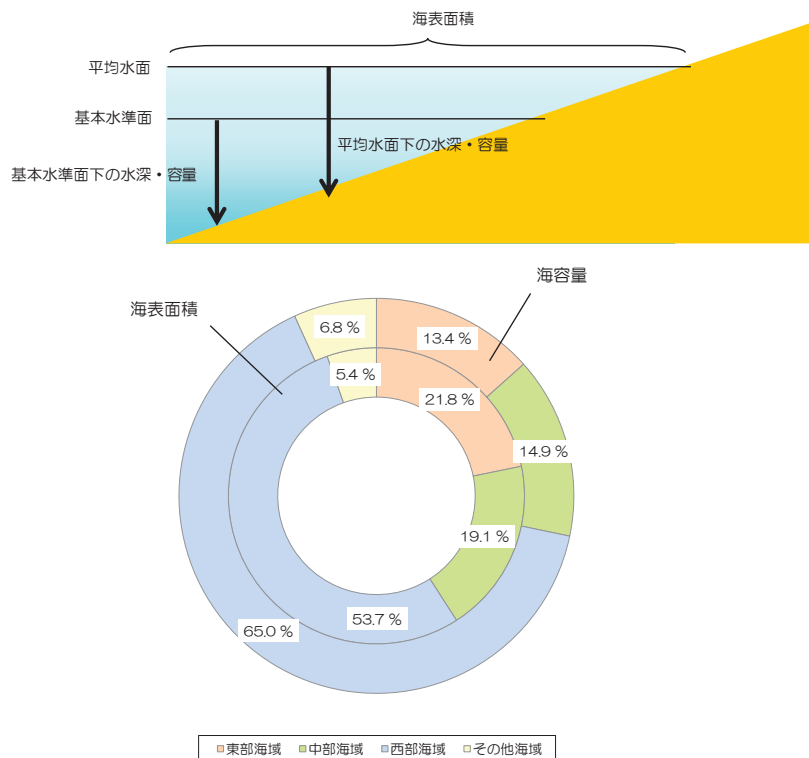 海表面積
平均水面
基本水準面
平均水面下の水深・容量
基本水準面下の水深・容量
海容量
海表面積
6.8 %
13.4 %
5.4 %
21.8 %
14.9 %
19.1 %
53.7 %
65.0 %
東部海域 中部海域 西部海域 その他海域